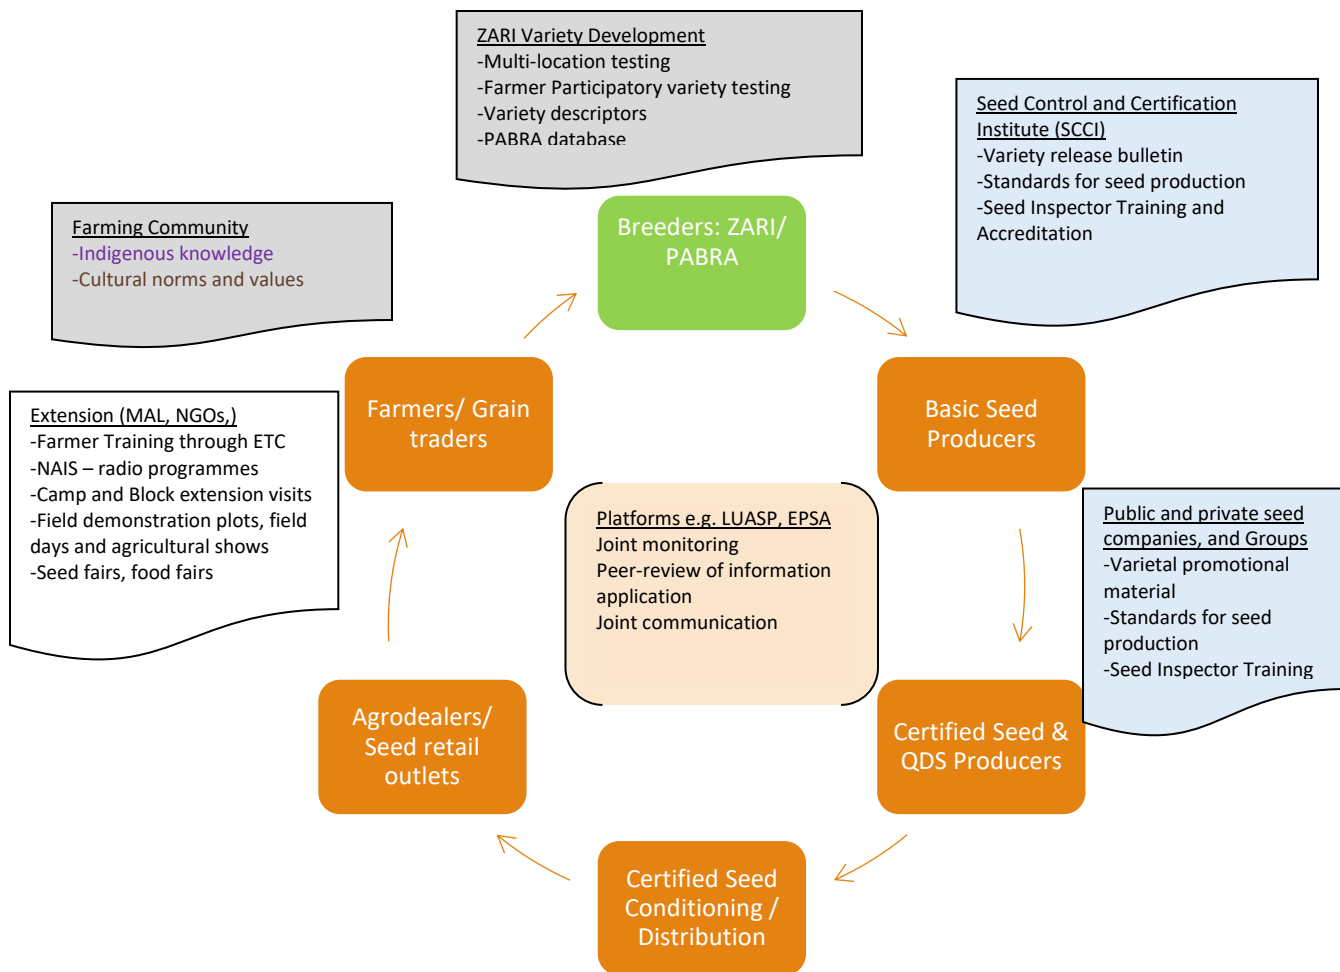 ZARI Variety Development
-Multi-location testing
-Farmer Participatory variety testing
-Variety descriptors
-PABRA database
Seed Control and Certification
Institute (SCCI)
-Variety release bulletin
-Standards for seed production
-Seed Inspector Training and
Accreditation
Farming Community
-Indigenous knowledge
-Cultural norms and values
Breeders: ZARI/
PABRA
Extension (MAL, NGOs,)
-Farmer Training through ETC
-NAIS – radio programmes
-Camp and Block extension visits
-Field demonstration plots, field
days and agricultural shows
-Seed fairs, food fairs
Farmers/ Grain
traders
Basic Seed
Producers
Platforms e.g. LUASP, EPSA
Joint monitoring
Peer-review of information
application
Joint communication
Public and private seed
companies, and Groups
-Varietal promotional
material
-Standards for seed
production
-Seed Inspector Training
Agrodealers/
Seed retail
outlets
Certified Seed &
QDS Producers
Certified Seed
Conditioning /
Distribution